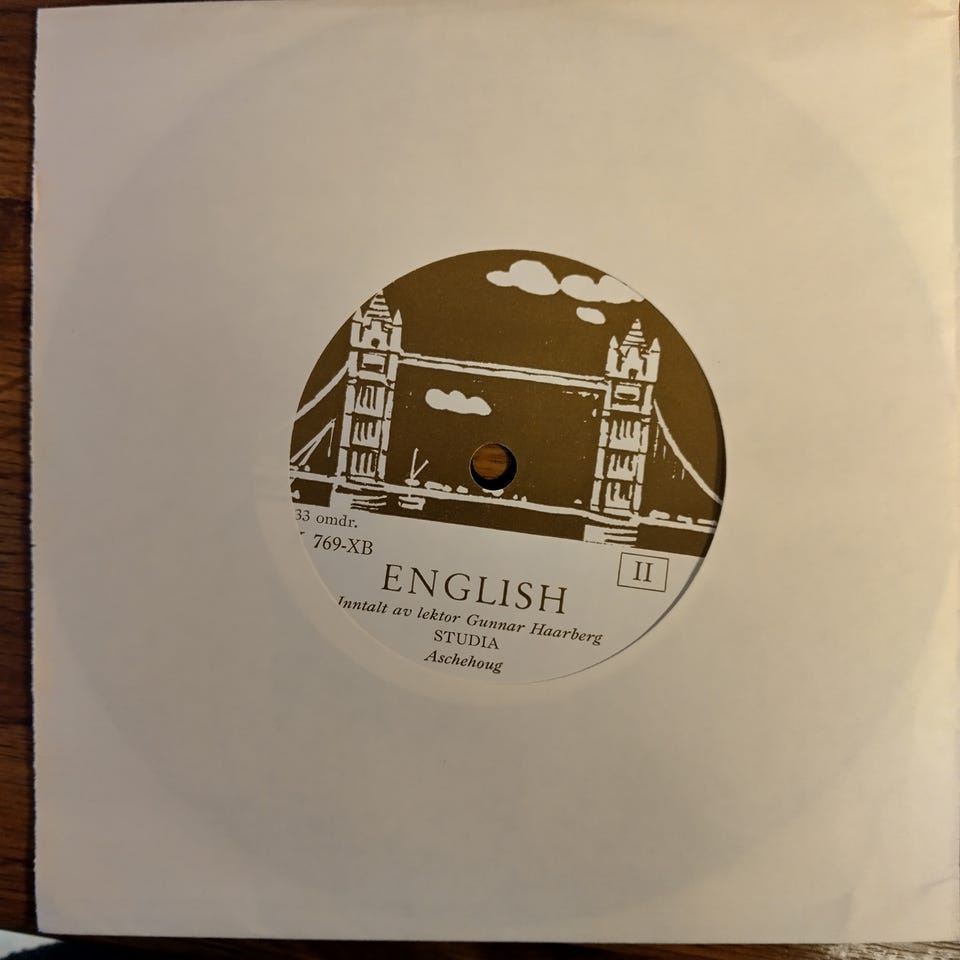 33 omdr.
769-XB
II
ENGLISH
Inntalt av lektor Gunnar Haarberg
STUDIA
Aschehoug